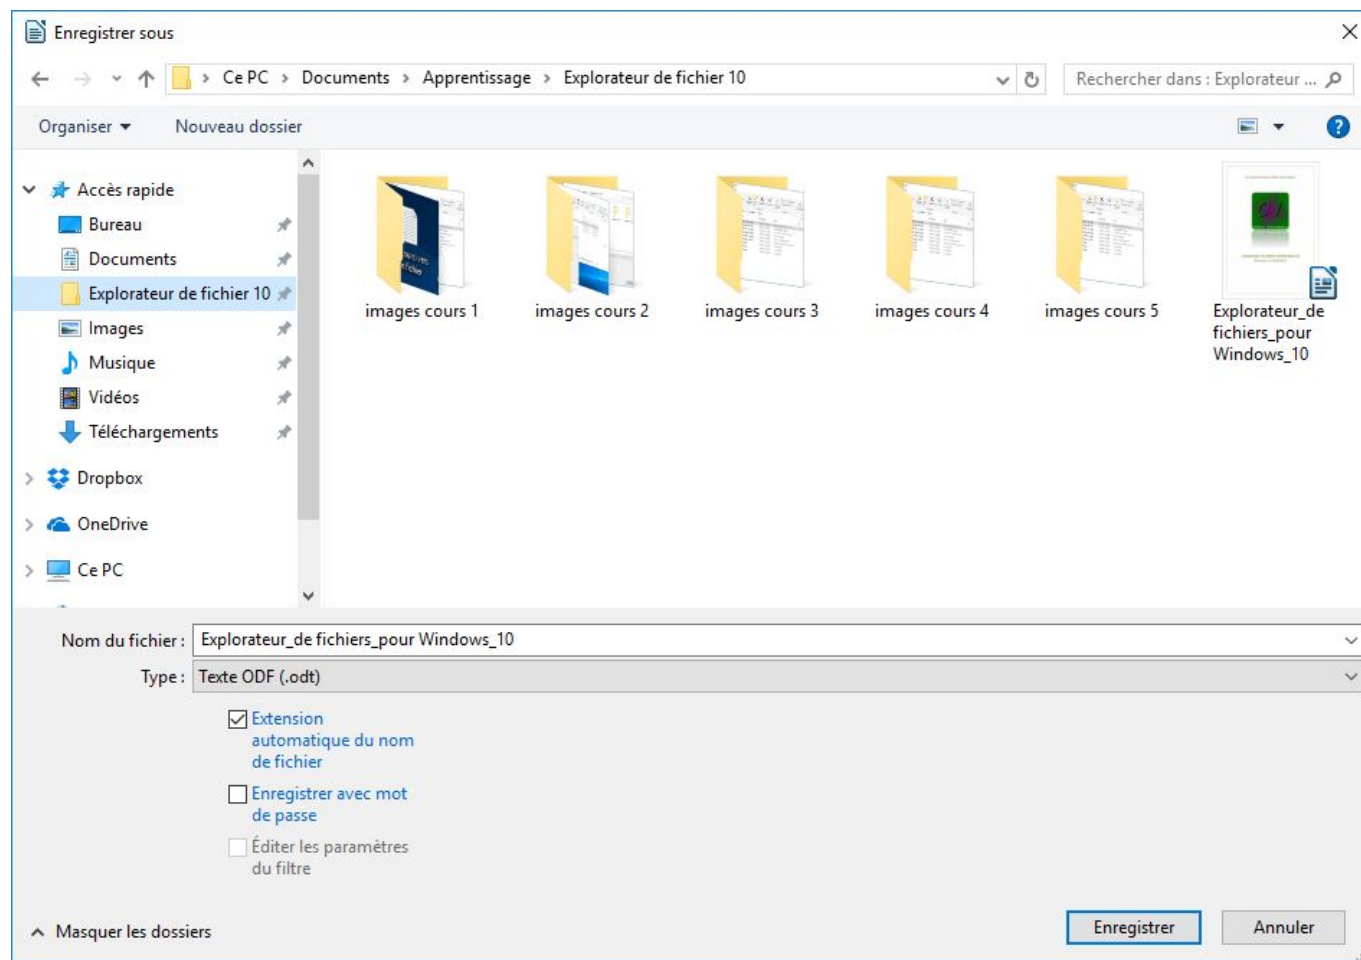 Enregistrer sous
Ce PC > Documents > Apprentissage > Explorateur de fichier 10
Rechercher dans : Explorateur ...
Organiser
Nouveau dossier
Accès rapide
Bureau
Documents
Explorateur de fichier 10
Images
Musique
Vidéos
Téléchargements
Dropbox
OneDrive
Ce PC
images cours 1
images cours 2
images cours 3
images cours 4
images cours 5
Explorateur_de
fichiers_pour
Windows_10
Nom du fichier :
Explorateur_de fichiers_pour Windows_10
Type :
Texte ODF (.odt)
Extension
automatique du nom
de fichier
Enregistrer avec mot
de passe
Éditer les paramètres
du filtre
Masquer les dossiers
Enregistrer
Annuler